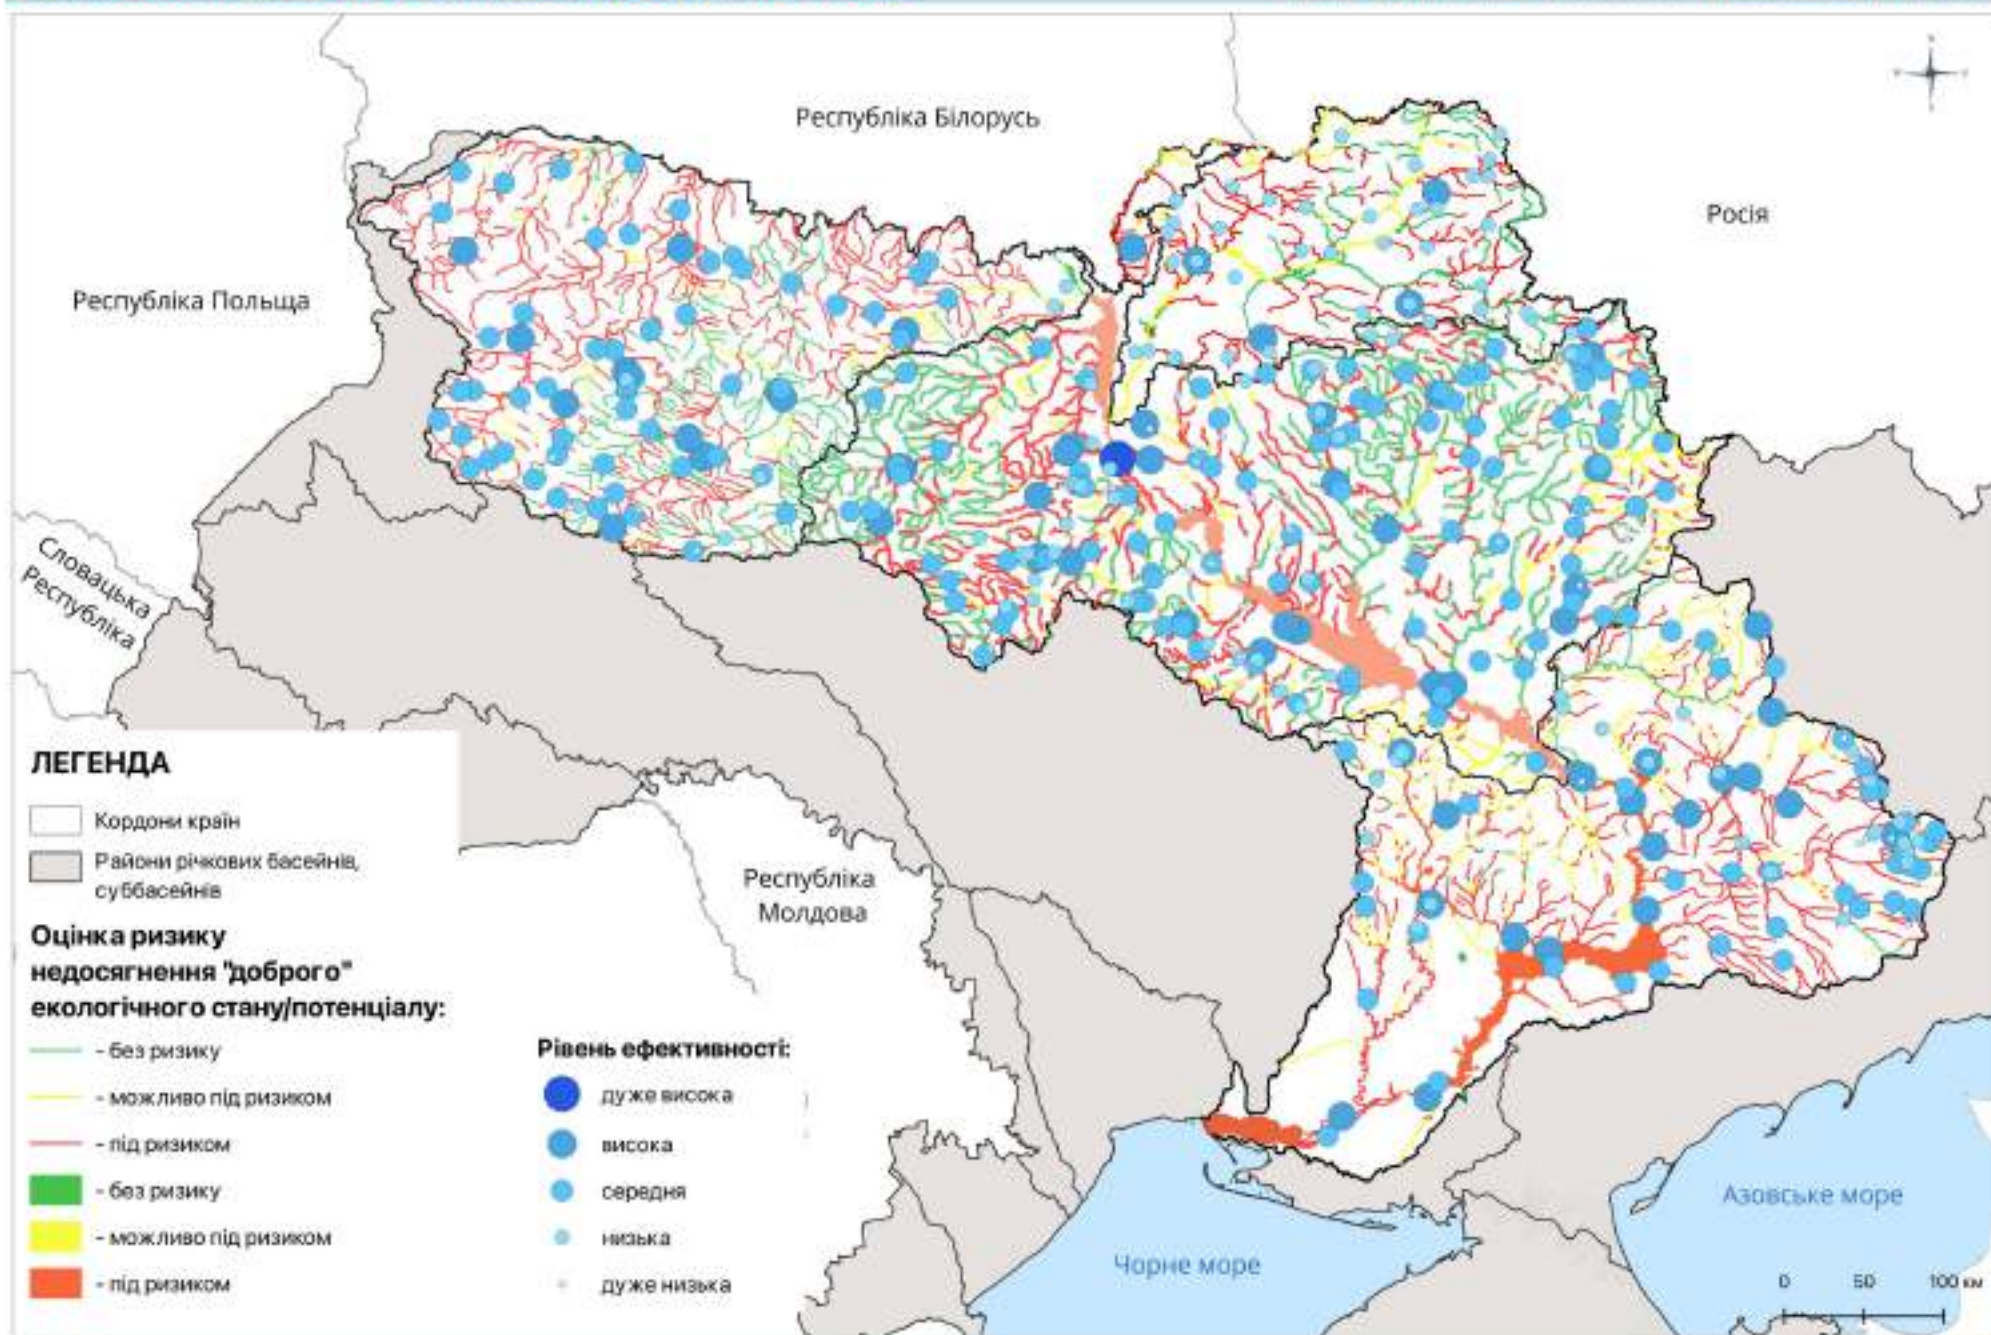 Республіка Білорусь
Росія
Республіка Польща
Словацька
Республіка
Республіка
Молдова
Чорне море
Азовське море
0 50 100 км
ЛЕГЕНДА
Кордони країн
Райони річкових басейнів,
суббасейнів
Оцінка ризику
недосягнення "доброго"
екологічного стану/потенціалу:
- без ризику
- можливо під ризиком
- під ризиком
- без ризику
- можливо під ризиком
- під ризиком
Рівень ефективності:
дуже висока
висока
середня
низька
дуже низька